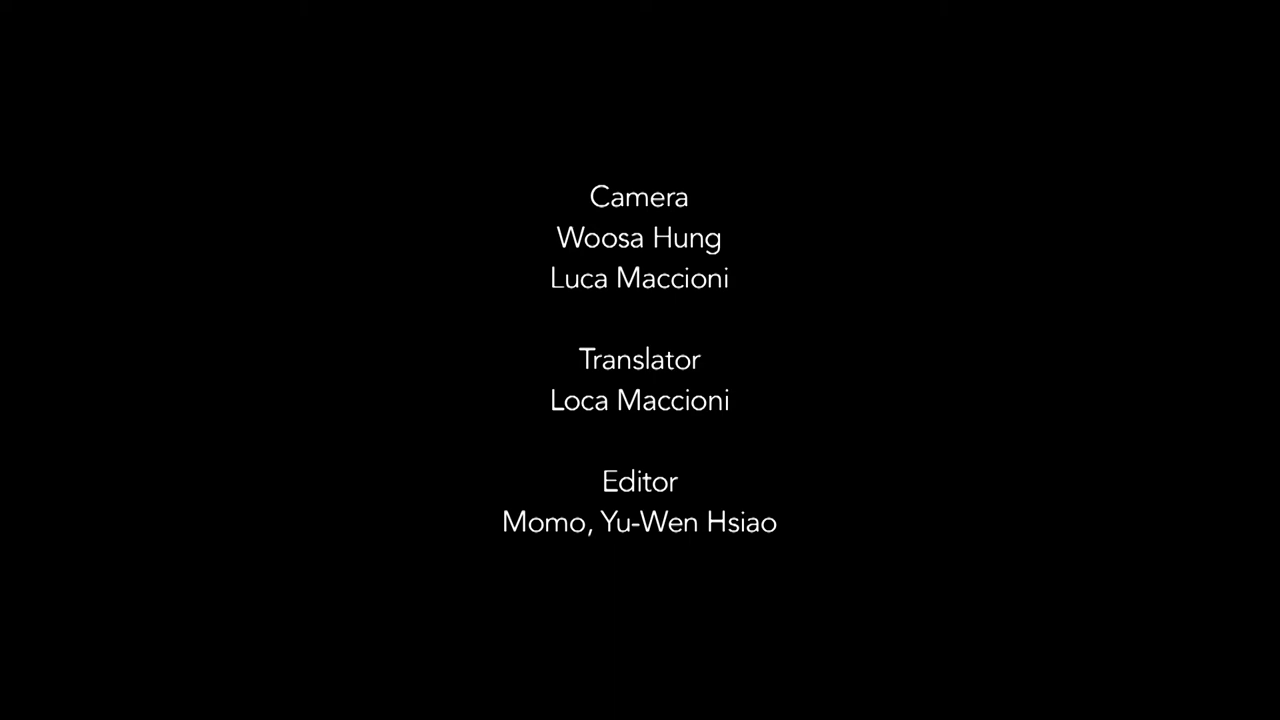 Camera
Woosa Hung
Luca Maccioni
Translator
Loca Maccioni
Editor
Momo, Yu-Wen Hsiao